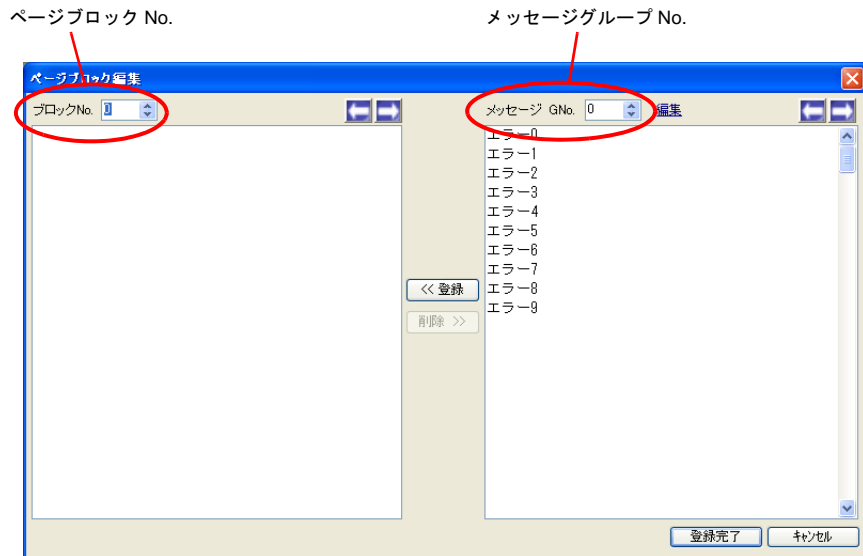 ページブロック No.
メッセージグループ No.
ページブロック編集
ブロックNo. 0
メッセージ GNo. 0 編集
エラー0
エラー1
エラー2
エラー3
エラー4
エラー5
エラー6
エラー7
エラー8
エラー9
<< 登録
削除 >>
登録完了
キャンセル